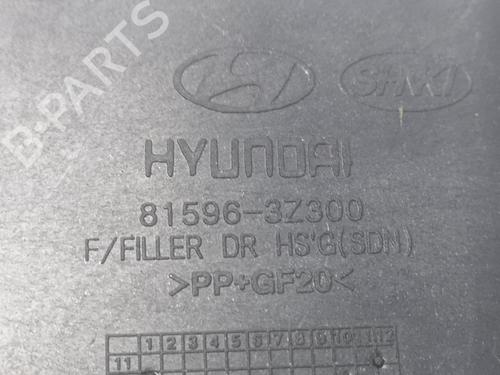 B-PARTS
SHK1
HYUNDAI
81596-3Z300
F/FILLER DR HS'G(SDN)
>PP+GF20<
1 2 3 4 5 6 7 8 9 10 11 12
11